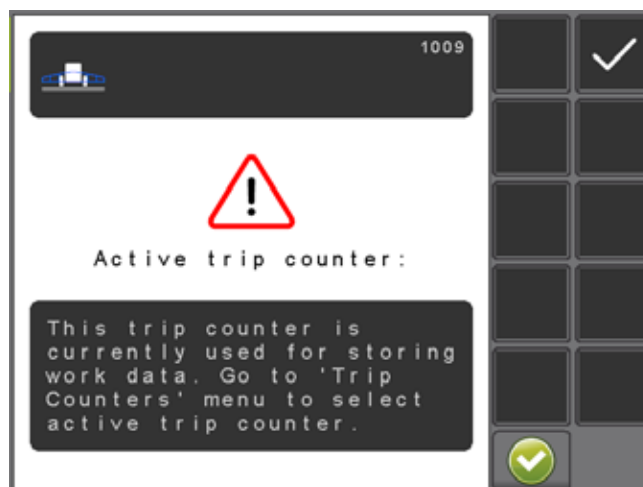 1009
Active trip counter:
This trip counter is
currently used for storing
work data. Go to 'Trip
Counters' menu to select
active trip counter.